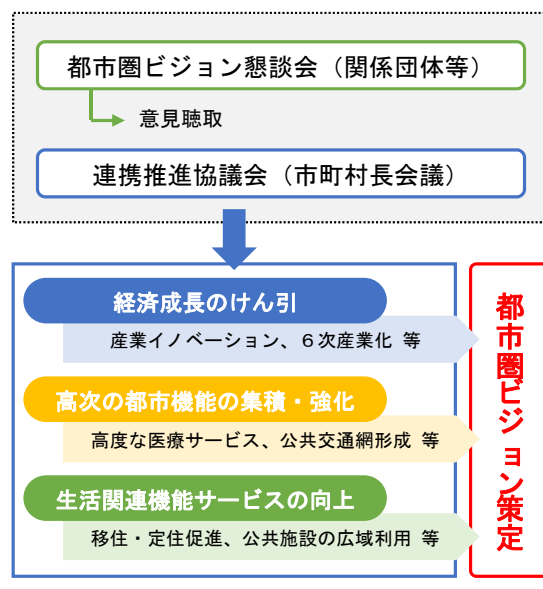 都市圏ビジョン懇談会（関係団体等）
意見聴取
連携推進協議会（市町村長会議）
経済成長のけん引
産業イノベーション、６次産業化 等
高次の都市機能の集積・強化
高度な医療サービス、公共交通網形成 等
生活関連機能サービスの向上
移住・定住促進、公共施設の広域利用 等
都市圏ビジョン策定